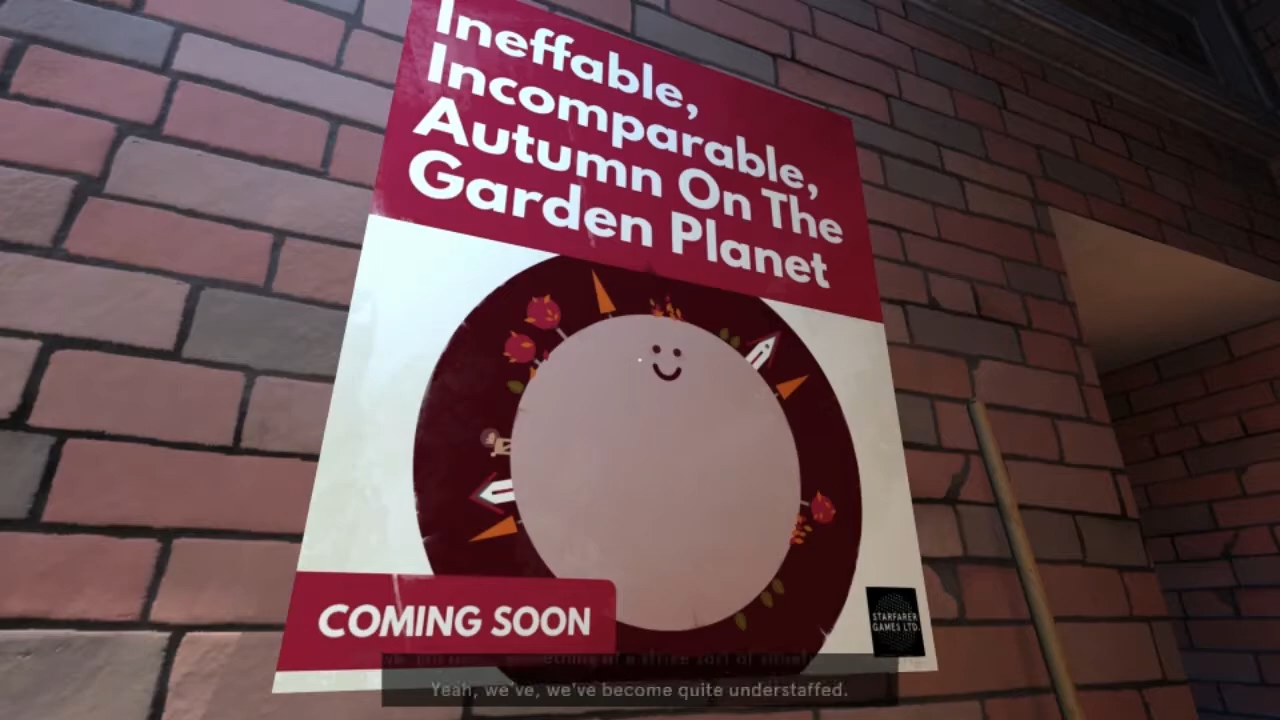 Ineffable,
Incomparable,
Autumn On The
Garden Planet
COMING SOON
STARFARER
GAMES LTD.
Yeah, we've, we've become quite understaffed.